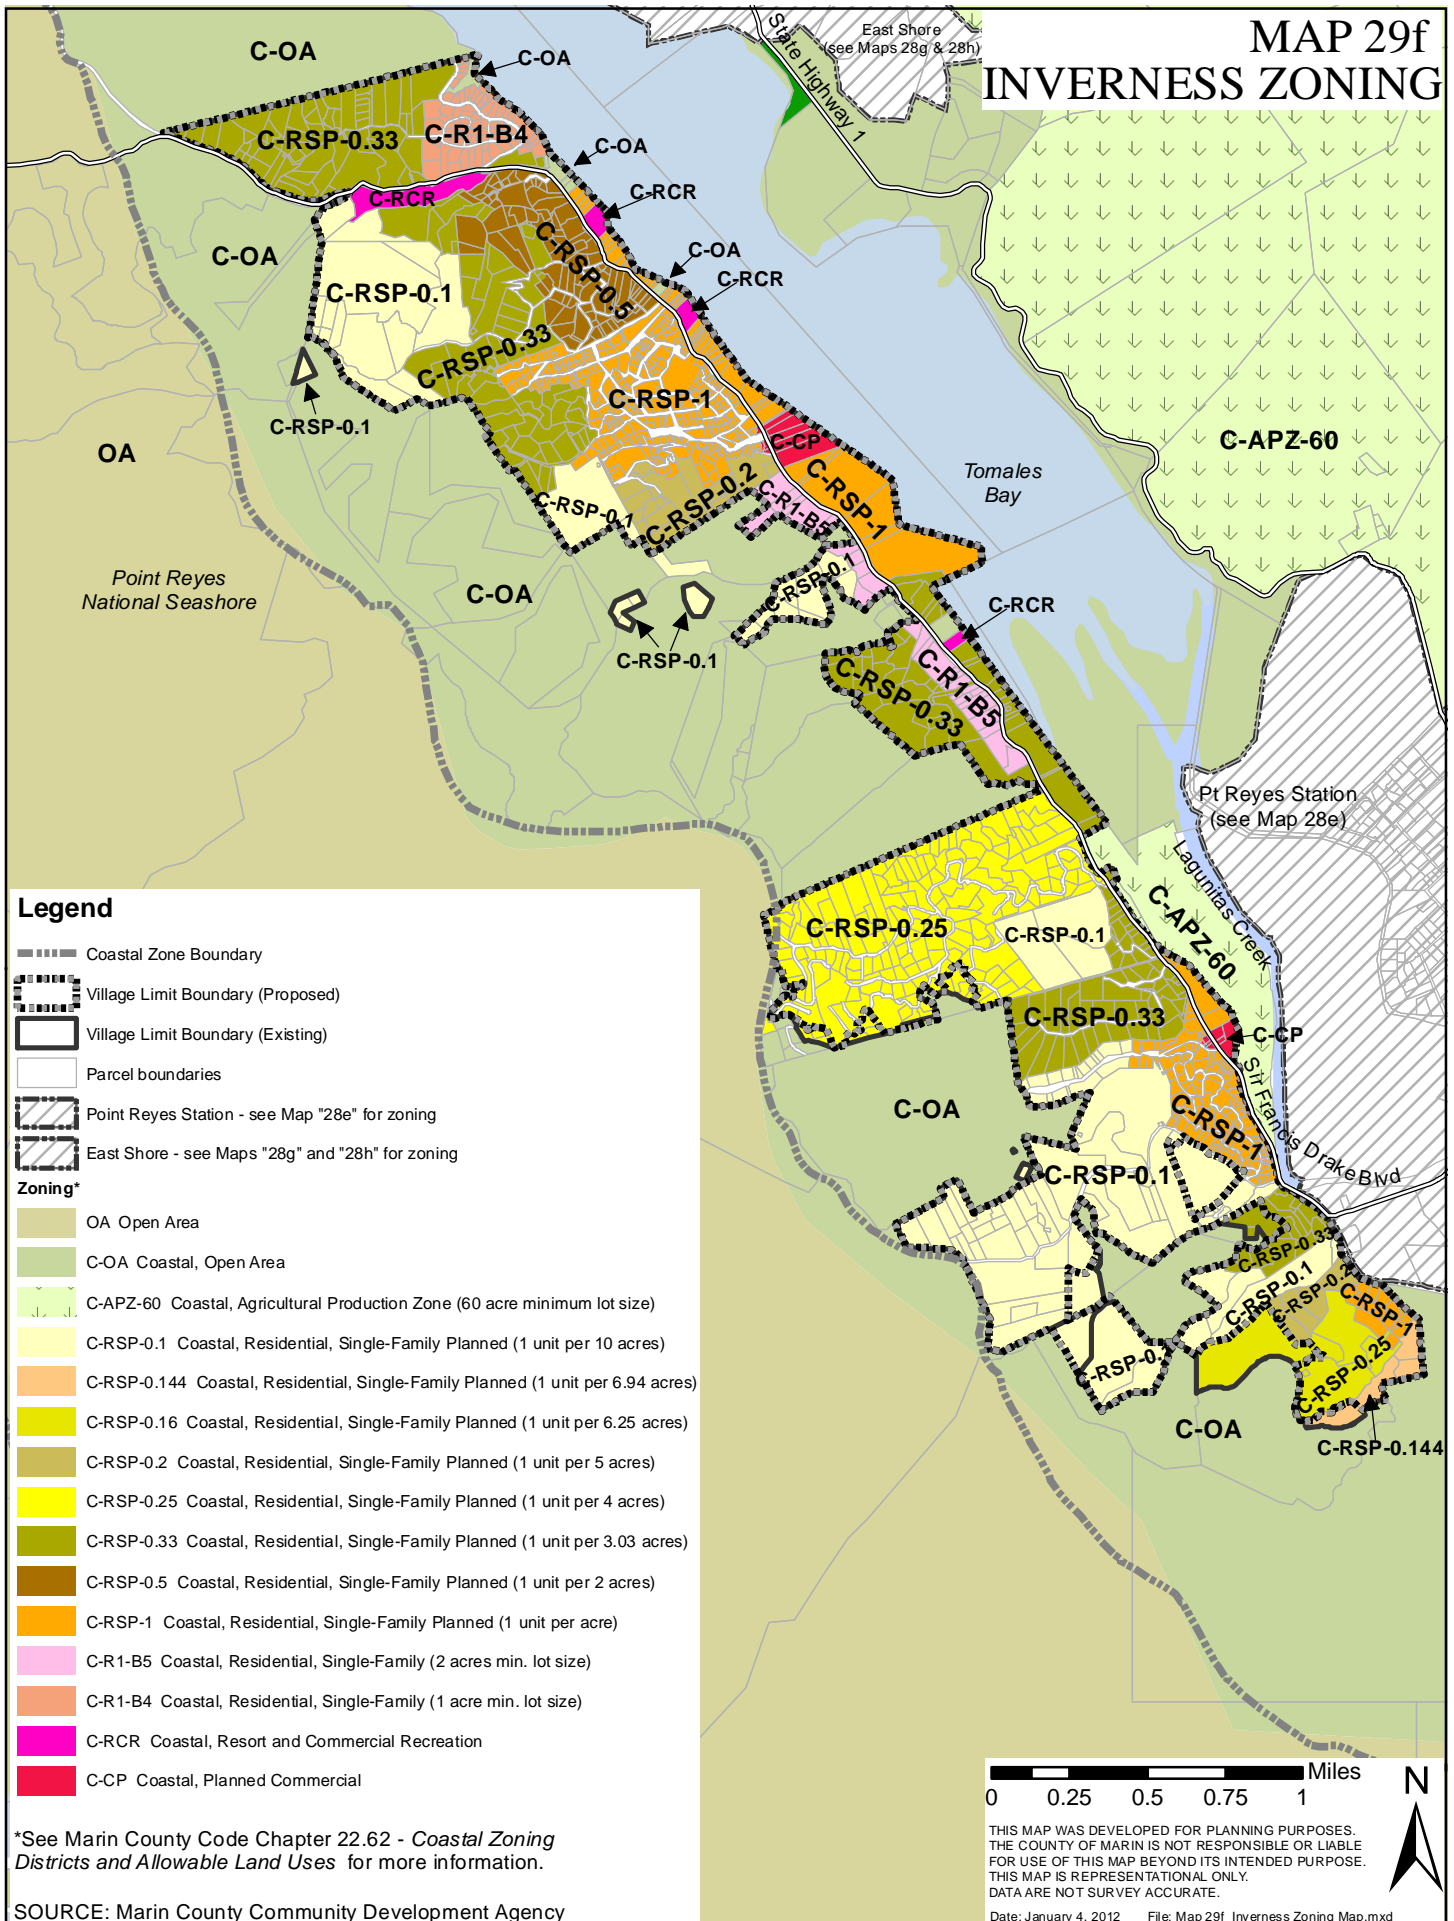 MAP 29f
INVERNESS ZONING
East Shore
(see Maps 28g & 28h)
State Highway 1
C-OA
C-OA
C-RSP-0.33
C-R1-B4
C-OA
C-RCR
C-RCR
C-OA
C-RSP-0.5
C-OA
C-RCR
C-RSP-0.1
C-RSP-0.33
C-RSP-1
C-RSP-0.1
OA
C-CP
C-APZ-60
Tomales
Bay
C-RSP-0.1
C-RSP-0.2
C-R1-B5
C-RSP-1
Point Reyes
National Seashore
C-OA
C-RSP-0.1
C-RCR
C-RSP-0.1
C-RSP-0.33
C-R1-B5
Pt Reyes Station
(see Map 28e)
Lagunitas Creek
C-APZ-60
C-RSP-0.25
C-RSP-0.1
C-RSP-0.33
C-CP
Sir Francis Drake Blvd
C-OA
C-RSP-1
C-RSP-0.1
C-RSP-0.33
C-RSP-0.1
C-RSP-0.2
C-RSP-1
C-RSP-0.1
C-RSP-0.25
C-OA
C-RSP-0.144
Legend
Coastal Zone Boundary
Village Limit Boundary (Proposed)
Village Limit Boundary (Existing)
Parcel boundaries
Point Reyes Station - see Map "28e" for zoning
East Shore - see Maps "28g" and "28h" for zoning
Zoning*
OA Open Area
C-OA Coastal, Open Area
C-APZ-60 Coastal, Agricultural Production Zone (60 acre minimum lot size)
C-RSP-0.1 Coastal, Residential, Single-Family Planned (1 unit per 10 acres)
C-RSP-0.144 Coastal, Residential, Single-Family Planned (1 unit per 6.94 acres)
C-RSP-0.16 Coastal, Residential, Single-Family Planned (1 unit per 6.25 acres)
C-RSP-0.2 Coastal, Residential, Single-Family Planned (1 unit per 5 acres)
C-RSP-0.25 Coastal, Residential, Single-Family Planned (1 unit per 4 acres)
C-RSP-0.33 Coastal, Residential, Single-Family Planned (1 unit per 3.03 acres)
C-RSP-0.5 Coastal, Residential, Single-Family Planned (1 unit per 2 acres)
C-RSP-1 Coastal, Residential, Single-Family Planned (1 unit per acre)
C-R1-B5 Coastal, Residential, Single-Family (2 acres min. lot size)
C-R1-B4 Coastal, Residential, Single-Family (1 acre min. lot size)
C-RCR Coastal, Resort and Commercial Recreation
C-CP Coastal, Planned Commercial
*See Marin County Code Chapter 22.62 - Coastal Zoning
Districts and Allowable Land Uses for more information.
SOURCE: Marin County Community Development Agency
Miles
0 0.25 0.5 0.75 1
N
THIS MAP WAS DEVELOPED FOR PLANNING PURPOSES.
THE COUNTY OF MARIN IS NOT RESPONSIBLE OR LIABLE
FOR USE OF THIS MAP BEYOND ITS INTENDED PURPOSE.
THIS MAP IS REPRESENTATIONAL ONLY.
DATA ARE NOT SURVEY ACCURATE.
Date: January 4, 2012 File: Map 29f Inverness Zoning Map.mxd